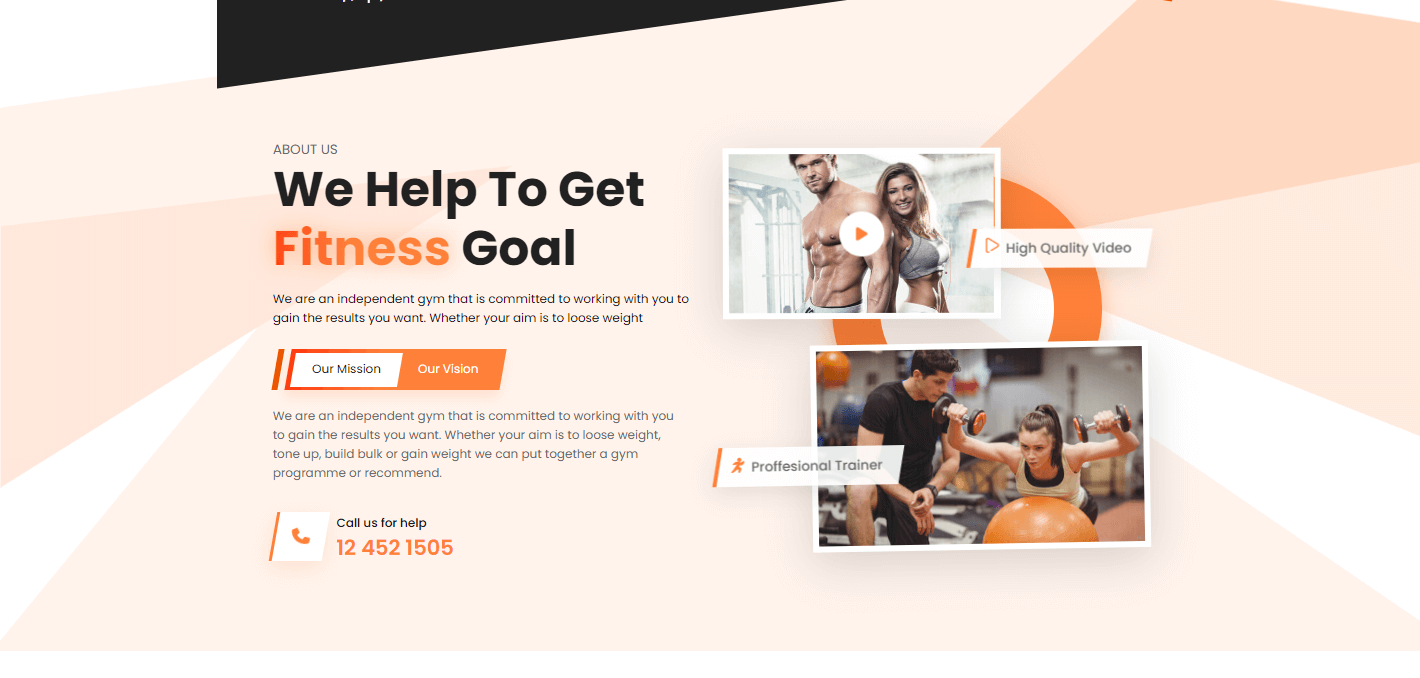 ABOUT US
We Help To Get
Fitness Goal
We are an independent gym that is committed to working with you to
gain the results you want. Whether your aim is to loose weight
Our Mission
Our Vision
We are an independent gym that is committed to working with you
to gain the results you want. Whether your aim is to loose weight,
tone up, build bulk or gain weight we can put together a gym
programme or recommend.
Call us for help
12 452 1505
High Quality Video
Proffesional Trainer